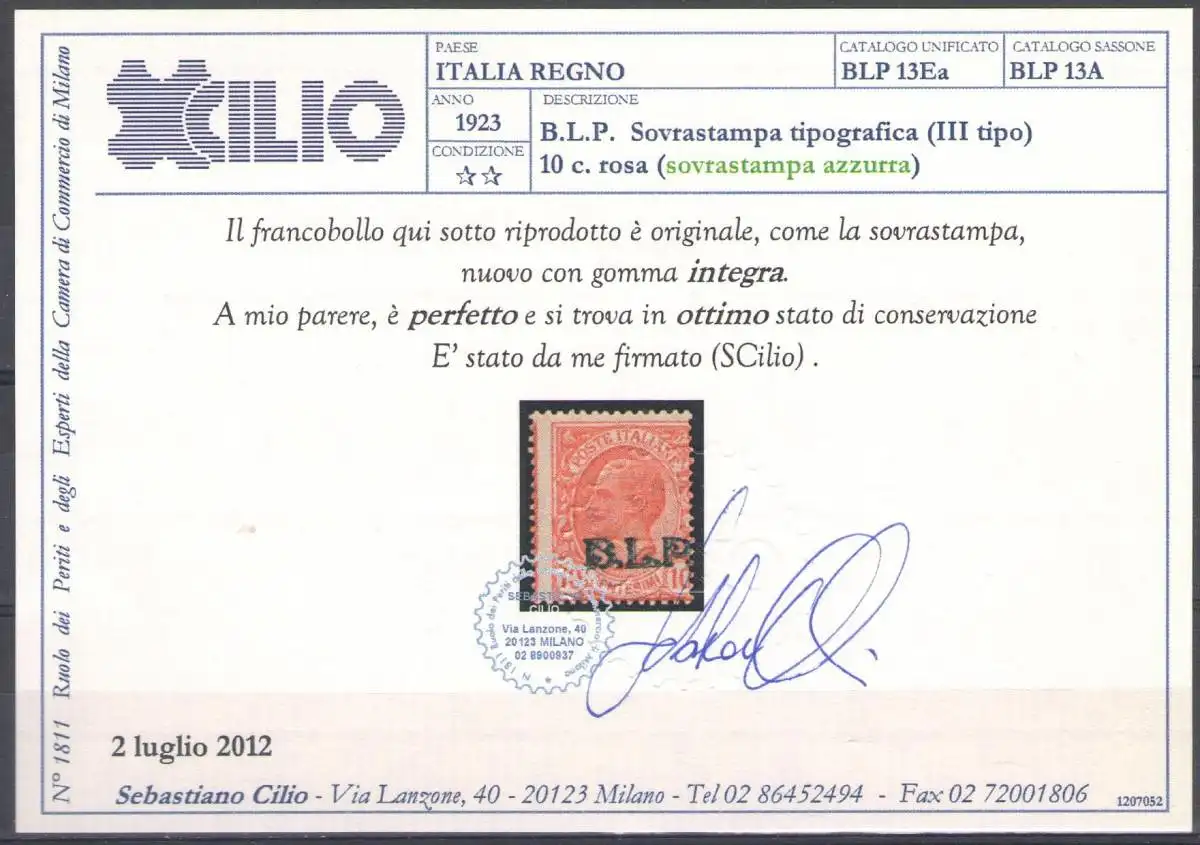 CILIO
PAESE
ITALIA REGNO
CATALOGO UNIFICATO
BLP 13Ea
CATALOGO SASSONE
BLP 13A
ANNO
1923
CONDIZIONE
☆☆
DESCRIZIONE
B.L.P. Sovrastampa tipografica (III tipo)
10 c. rosa (sovrastampa azzurra)
N° 1811 Ruolo dei Periti e degli Esperti della Camera di Commercio di Milano
Il francobollo qui sotto riprodotto è originale, come la sovrastampa,
nuovo con gomma integra.
A mio parere, è perfetto e si trova in ottimo stato di conservazione
E' stato da me firmato (SCilio) .
POSTE ITALIANE
B.L.P
10
CILIO
Via Lanzone, 40
20123 MILANO
02 8900937
2 luglio 2012
Sebastiano Cilio - Via Lanzone, 40 - 20123 Milano - Tel 02 86452494 - Fax 02 72001806
1207052